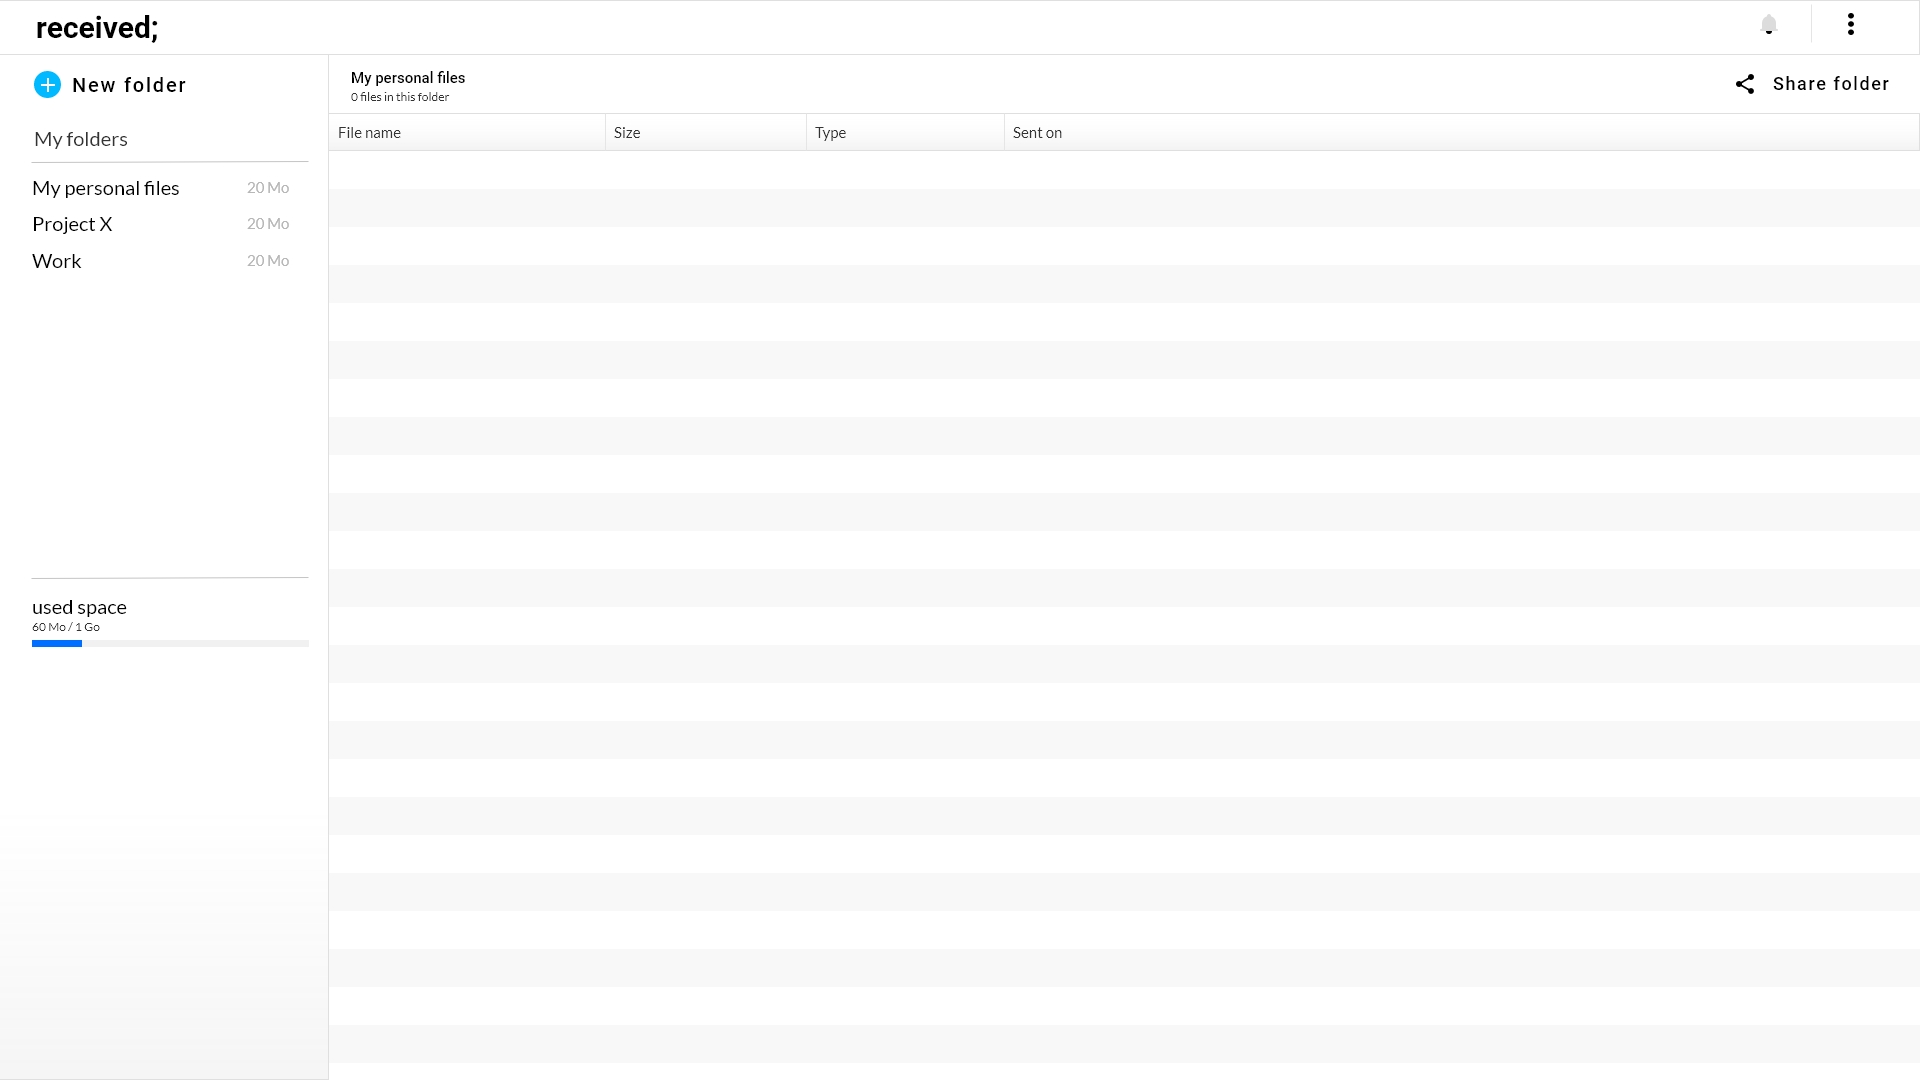 received;
New folder
My folders
My personal files 20 Mo
Project X 20 Mo
Work 20 Mo
used space
60 Mo / 1 Go
My personal files
0 files in this folder
Share folder
File name Size Type Sent on